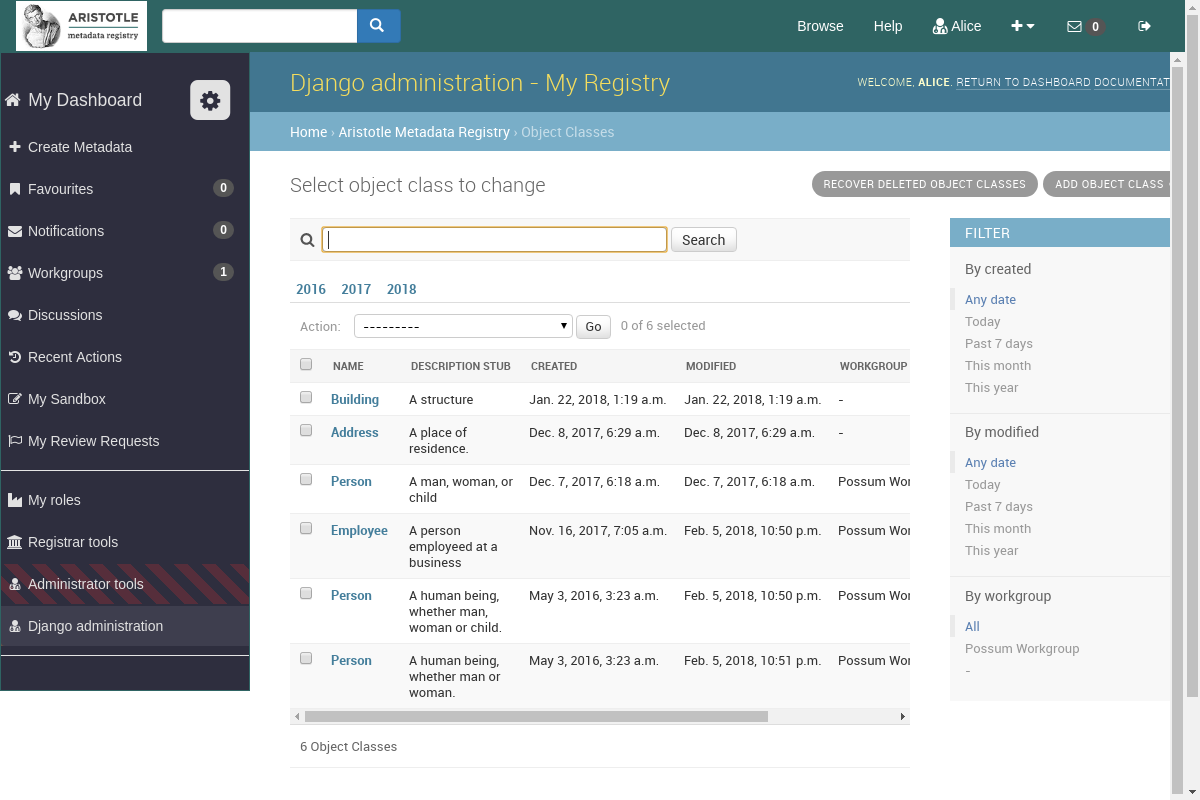 ARISTOTLE
metadata registry
Browse
Help
Alice
0
My Dashboard
Create Metadata
Favourites 0
Notifications 0
Workgroups 1
Discussions
Recent Actions
My Sandbox
My Review Requests
My roles
Registrar tools
Administrator tools
Django administration
Django administration - My Registry
WELCOME, ALICE. RETURN TO DASHBOARD DOCUMENTAT
Home › Aristotle Metadata Registry › Object Classes
Select object class to change
RECOVER DELETED OBJECT CLASSES
ADD OBJECT CLASS
Search
2016 2017 2018
Action: --------- Go 0 of 6 selected
NAME DESCRIPTION STUB CREATED MODIFIED WORKGROUP
Building A structure Jan. 22, 2018, 1:19 a.m. Jan. 22, 2018, 1:19 a.m. -
Address A place of Dec. 8, 2017, 6:29 a.m. Dec. 8, 2017, 6:29 a.m. -
residence.
Person A man, woman, or Dec. 7, 2017, 6:18 a.m. Dec. 7, 2017, 6:18 a.m. Possum Wor
child
Employee A person Nov. 16, 2017, 7:05 a.m. Feb. 5, 2018, 10:50 p.m. Possum Wor
employeed at a
business
Person A human being, May 3, 2016, 3:23 a.m. Feb. 5, 2018, 10:50 p.m. Possum Wor
whether man,
woman or child.
Person A human being, May 3, 2016, 3:23 a.m. Feb. 5, 2018, 10:51 p.m. Possum Wor
whether man or
woman.
6 Object Classes
FILTER
By created
Any date
Today
Past 7 days
This month
This year
By modified
Any date
Today
Past 7 days
This month
This year
By workgroup
All
Possum Workgroup
-